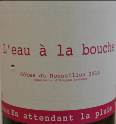 L'eau à la bouche
Côtes du Roussillon
En attendant la pluie